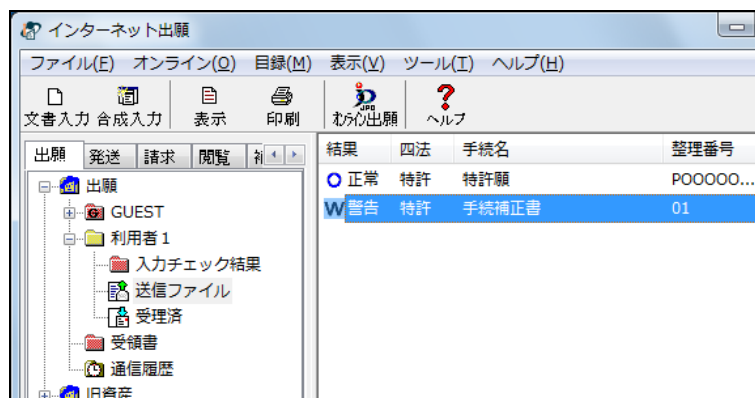 インターネット出願
ファイル(F) オンライン(O) 目録(M) 表示(V) ツール(T) ヘルプ(H)
文書入力 合成入力 表示 印刷 オンライン出願 ヘルプ
出願 発送 請求 閲覧
結果 四法 手続名 整理番号
正常 特許 特許願 POOOOO...
W 警告 特許 手続補正書 01
出願
GUEST
利用者1
入力チェック結果
送信ファイル
受理済
受領書
通信履歴
旧資産